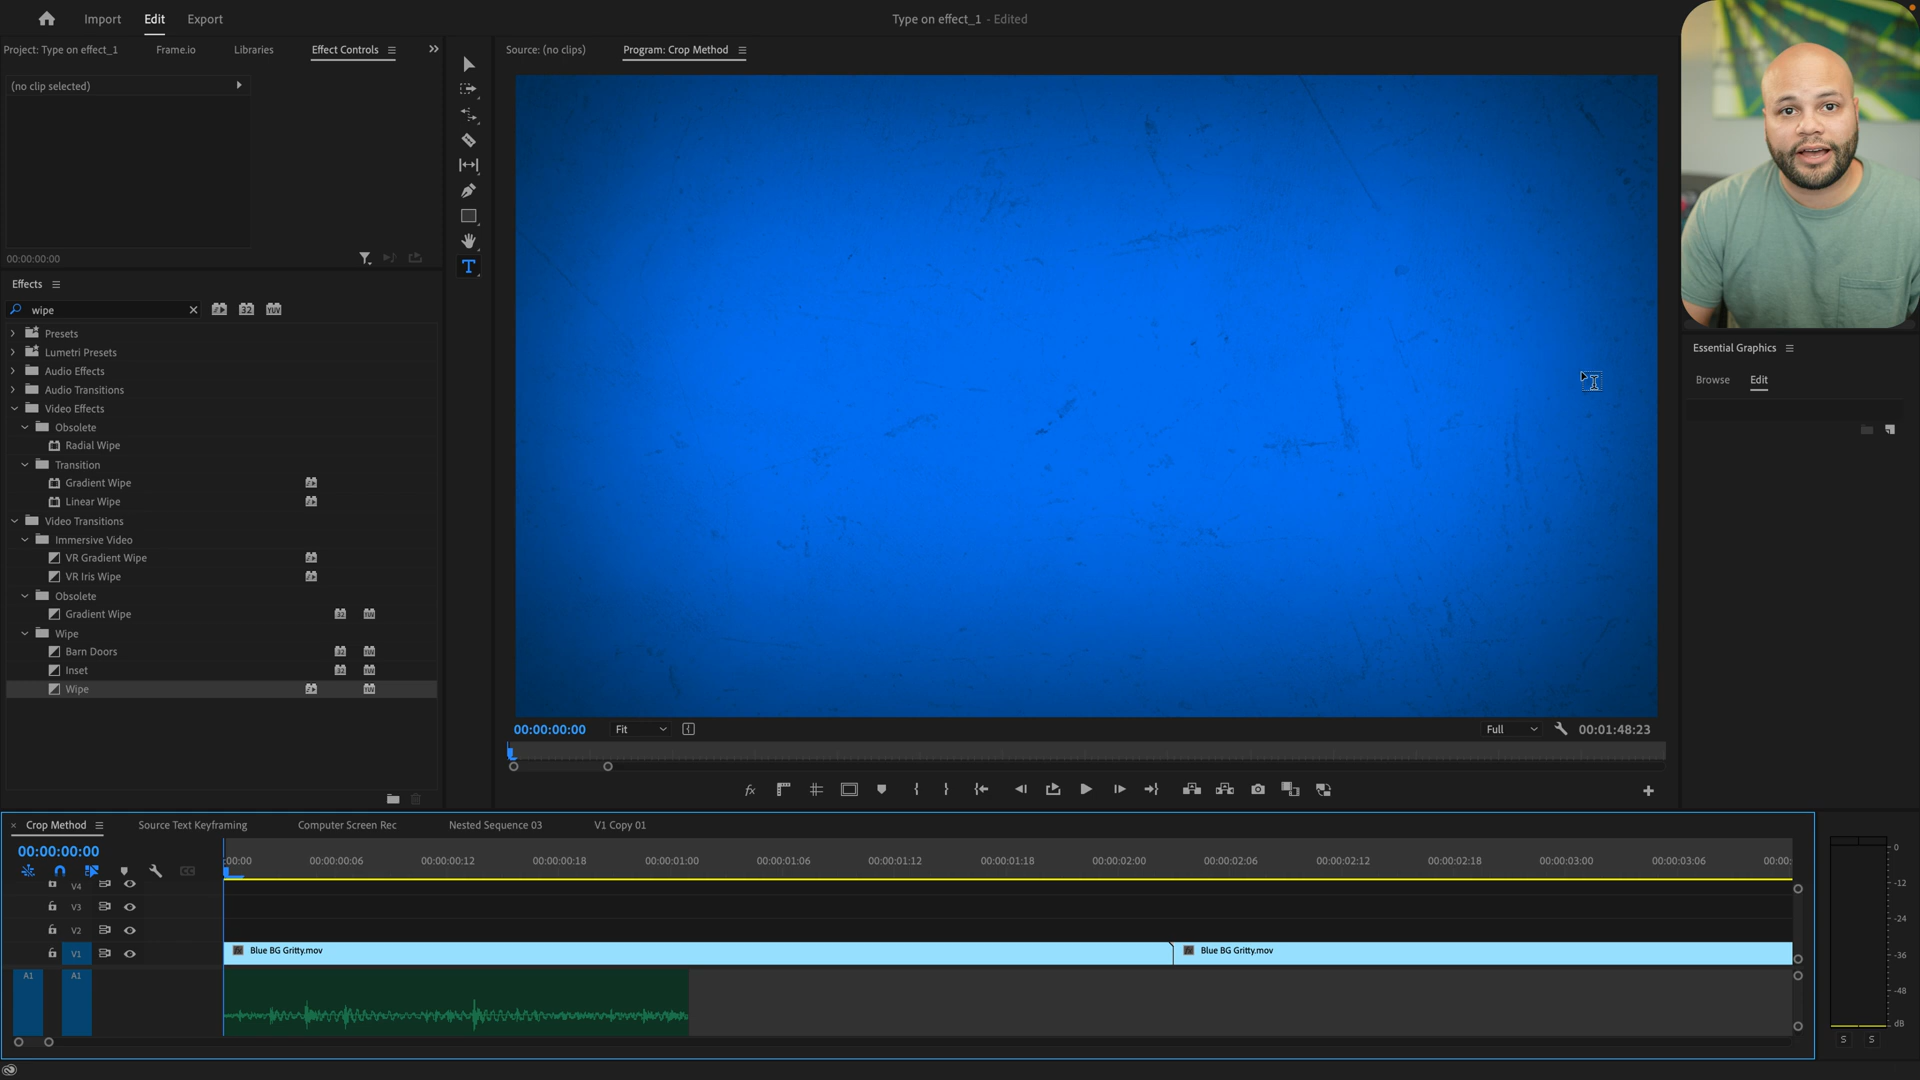 Import
Edit
Export
Type on effect_1 - Edited
Project: Type on effect_1
Frame.io
Libraries
Effect Controls
Source: (no clips)
Program: Crop Method
(no clip selected)
00:00:00:00
Effects
wipe
32
YUV
Presets
Lumetri Presets
Audio Effects
Audio Transitions
Video Effects
Obsolete
Radial Wipe
Transition
Gradient Wipe
Linear Wipe
Video Transitions
Immersive Video
VR Gradient Wipe
VR Iris Wipe
Obsolete
Gradient Wipe
Wipe
Barn Doors
Inset
Wipe
T
Essential Graphics
Browse
Edit
00:00:00:00
Fit
Full
00:01:48:23
fx
Crop Method
Source Text Keyframing
Computer Screen Rec
Nested Sequence 03
V1 Copy 01
00:00:00:00
:00:00
00:00:00:06
00:00:00:12
00:00:00:18
00:00:01:00
00:00:01:06
00:00:01:12
00:00:01:18
00:00:02:00
00:00:02:06
00:00:02:12
00:00:02:18
00:00:03:00
00:00:03:06
00:00:
V4
V3
V2
V1
Blue BG Gritty.mov
Blue BG Gritty.mov
A1
A1
0
-12
-24
-36
-48
dB
S
S